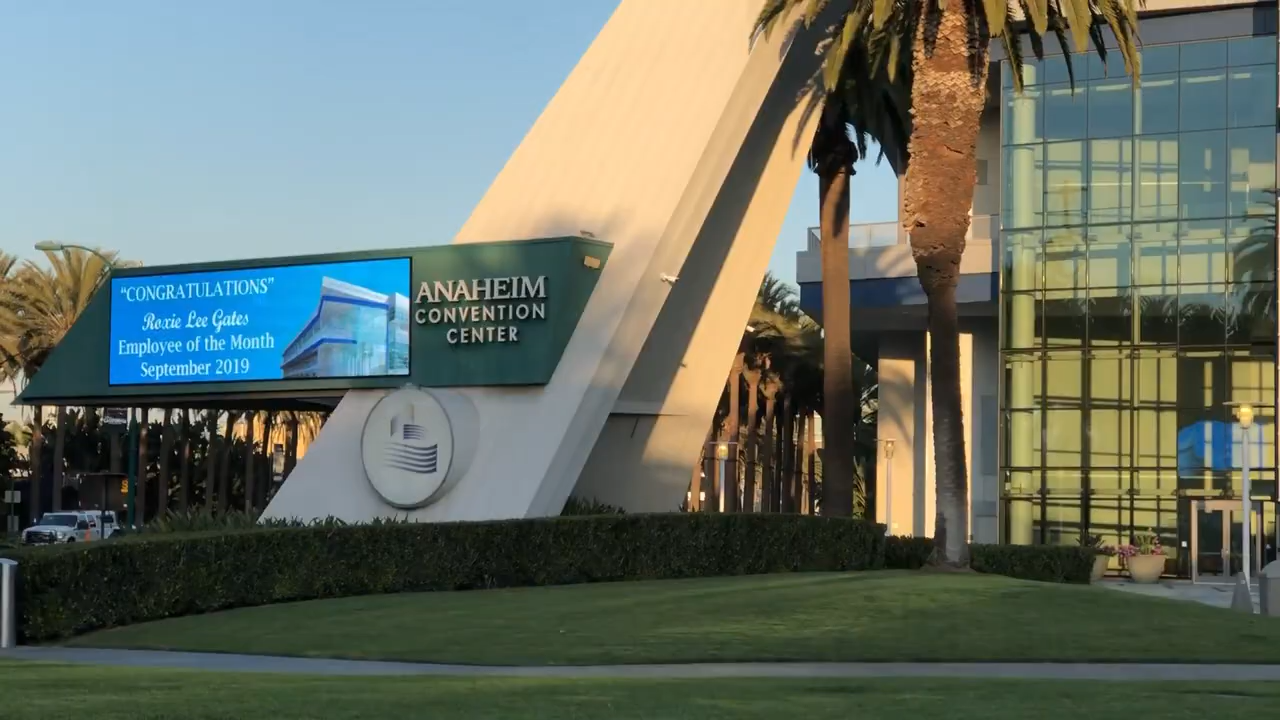 “CONGRATULATIONS”
Roxie Lee Gates
Employee of the Month
September 2019
ANAHEIM
CONVENTION
CENTER